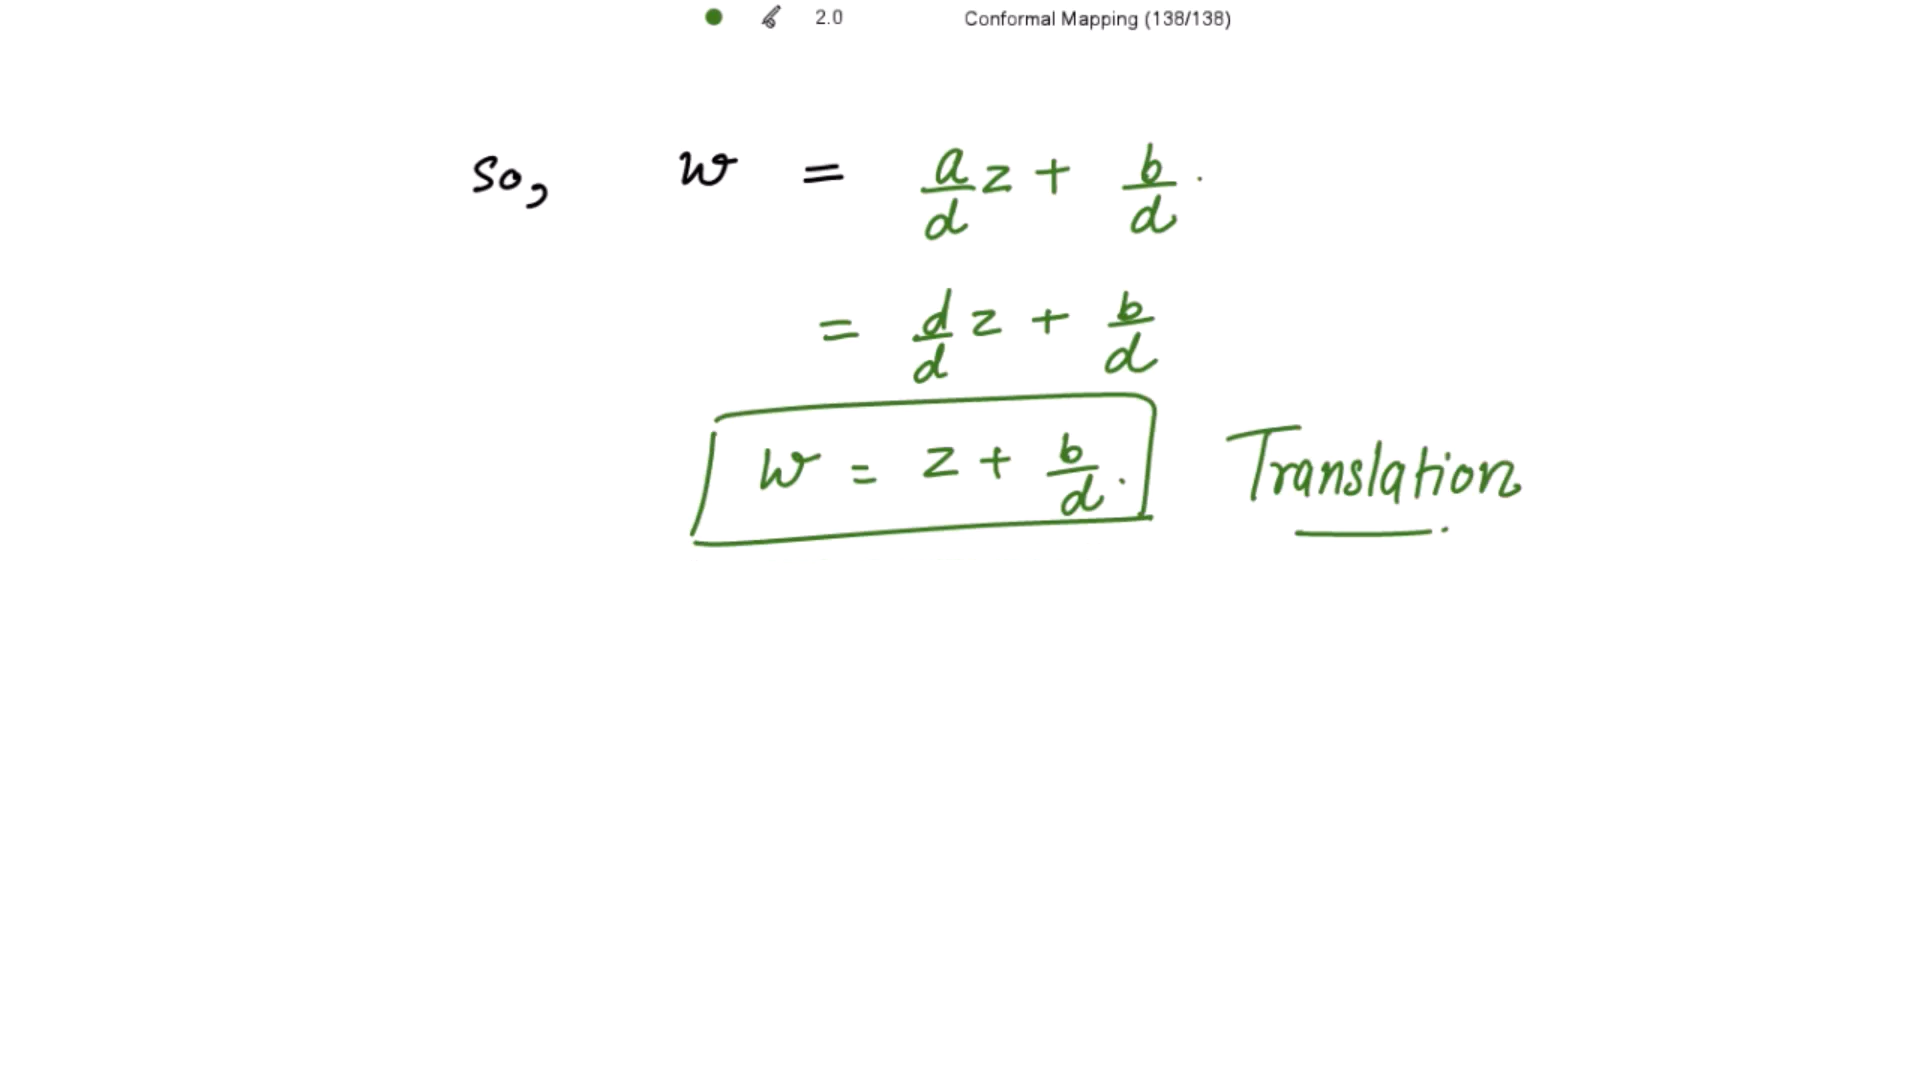 2.0 Conformal Mapping (138/138)
so, w = a/d z + b/d .
= d/d z + b/d
w = z + b/d . Translation